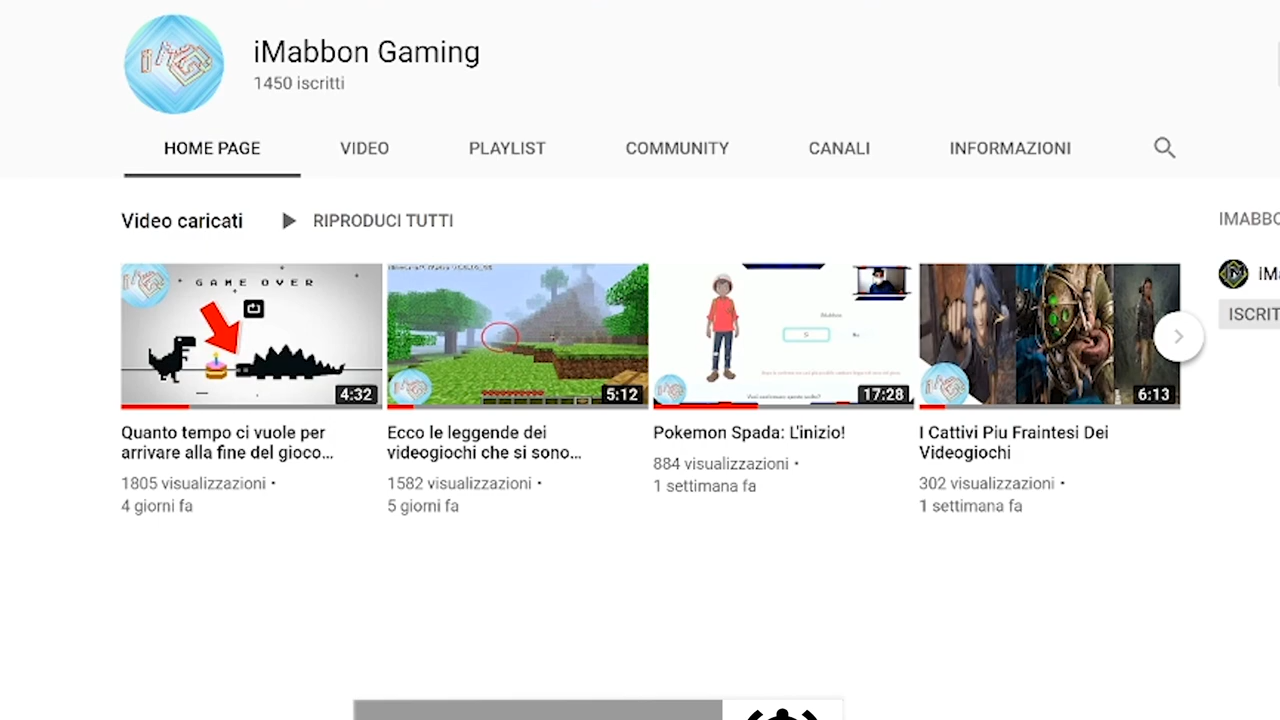 iMabbon Gaming
1450 iscritti
HOME PAGE
VIDEO
PLAYLIST
COMMUNITY
CANALI
INFORMAZIONI
Video caricati
RIPRODUCI TUTTI
IMABBO
iMa
ISCRIT
GAME OVER
4:32
5:12
17:28
6:13
Quanto tempo ci vuole per
arrivare alla fine del gioco...
1805 visualizzazioni •
4 giorni fa
Ecco le leggende dei
videogiochi che si sono...
1582 visualizzazioni •
5 giorni fa
Pokemon Spada: L'inizio!
884 visualizzazioni •
1 settimana fa
I Cattivi Piu Fraintesi Dei
Videogiochi
302 visualizzazioni •
1 settimana fa